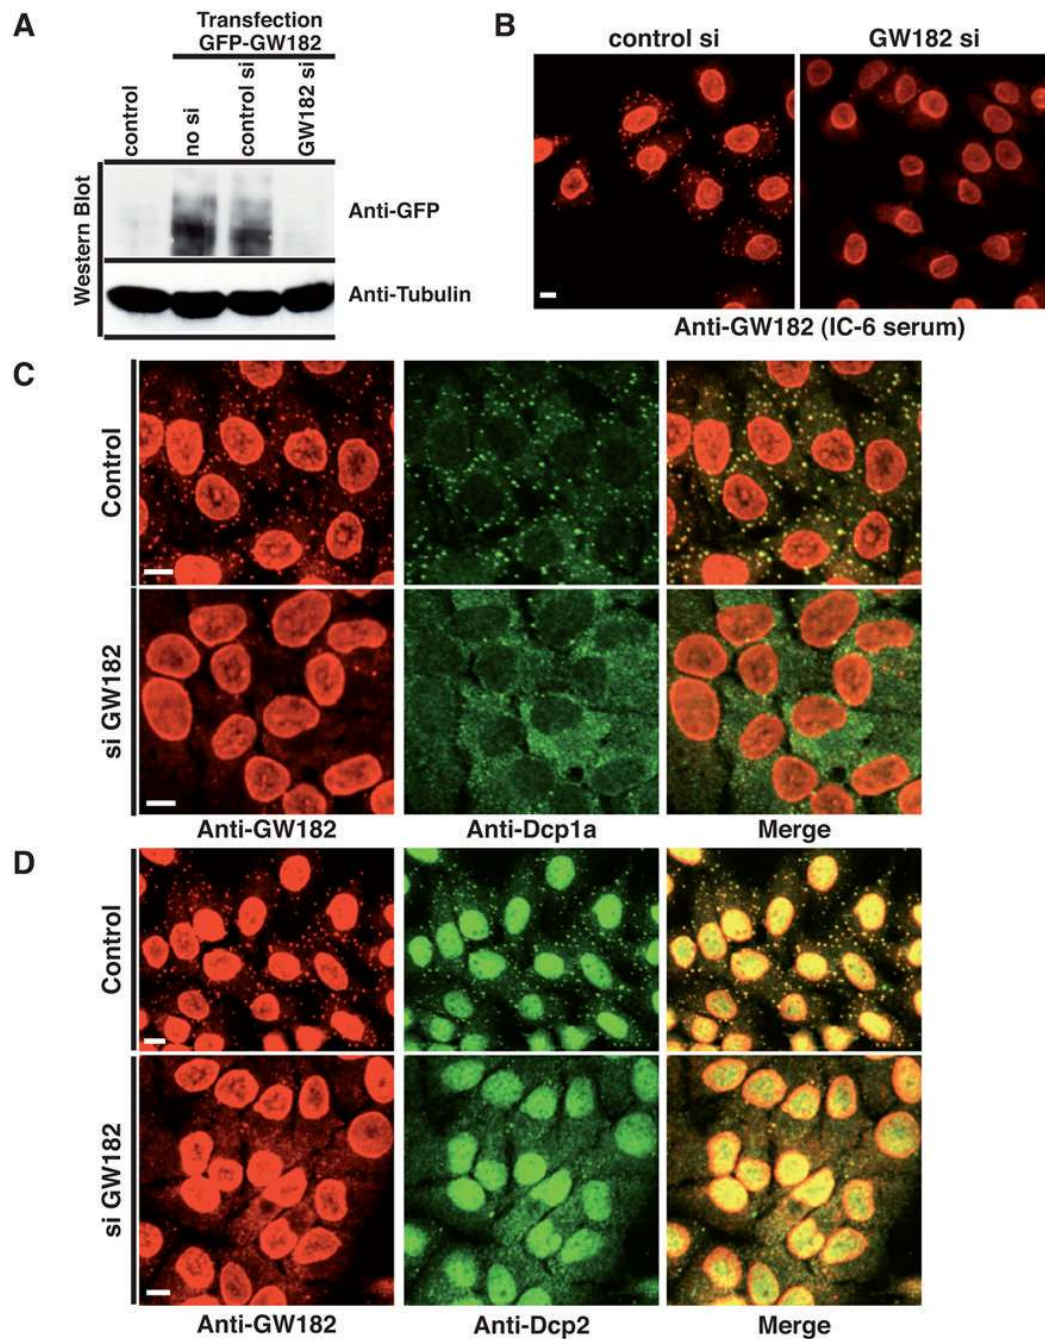 A
Transfection
GFP-GW182
control
no si
control si
GW182 si
Western Blot
Anti-GFP
Anti-Tubulin
B
control si
GW182 si
Anti-GW182 (IC-6 serum)
C
Control
si GW182
Anti-GW182
Anti-Dcp1a
Merge
D
Control
si GW182
Anti-GW182
Anti-Dcp2
Merge